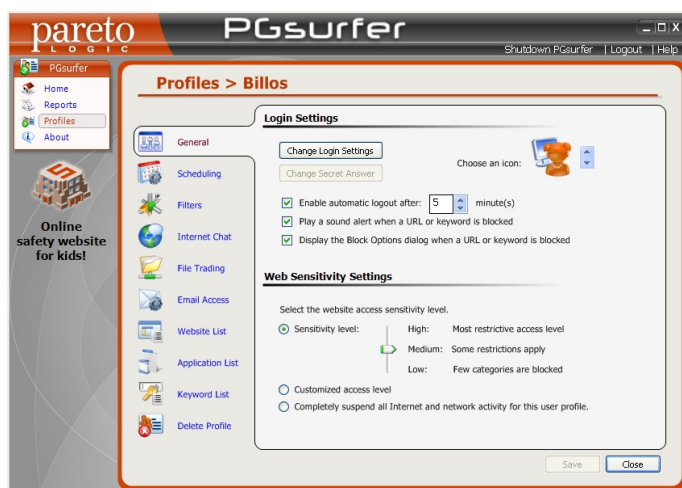 pareto
LOGIC
PGsurfer
Shutdown PGsurfer | Logout | Help
PGsurfer
Home
Reports
Profiles
About
Online
safety website
for kids!
Profiles > Billos
General
Scheduling
Filters
Internet Chat
File Trading
Email Access
Website List
Application List
Keyword List
Delete Profile
Login Settings
Change Login Settings
Change Secret Answer
Choose an icon:
Enable automatic logout after: 5 minute(s)
Play a sound alert when a URL or keyword is blocked
Display the Block Options dialog when a URL or keyword is blocked
Web Sensitivity Settings
Select the website access sensitivity level.
Sensitivity level:
High: Most restrictive access level
Medium: Some restrictions apply
Low: Few categories are blocked
Customized access level
Completely suspend all Internet and network activity for this user profile.
Save
Close